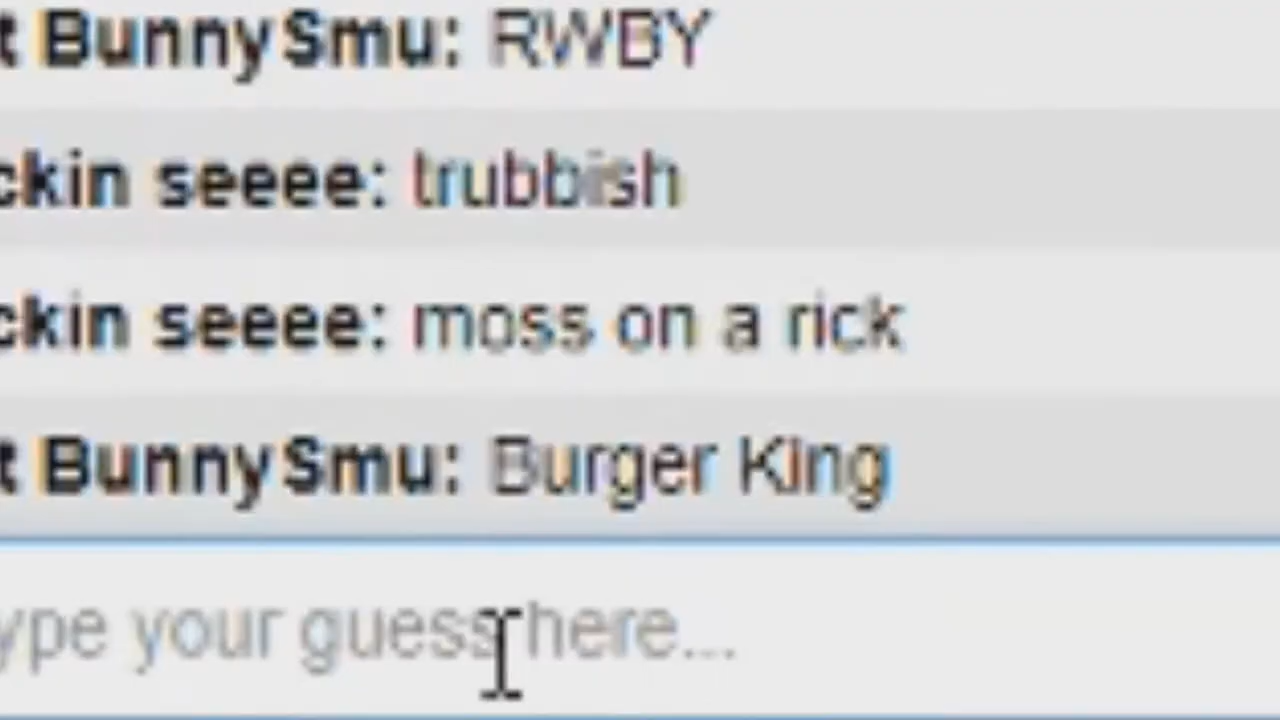 t BunnySmu: RWBY
ckin seeee: trubbish
ckin seeee: moss on a rick
t BunnySmu: Burger King
ype your guess here...